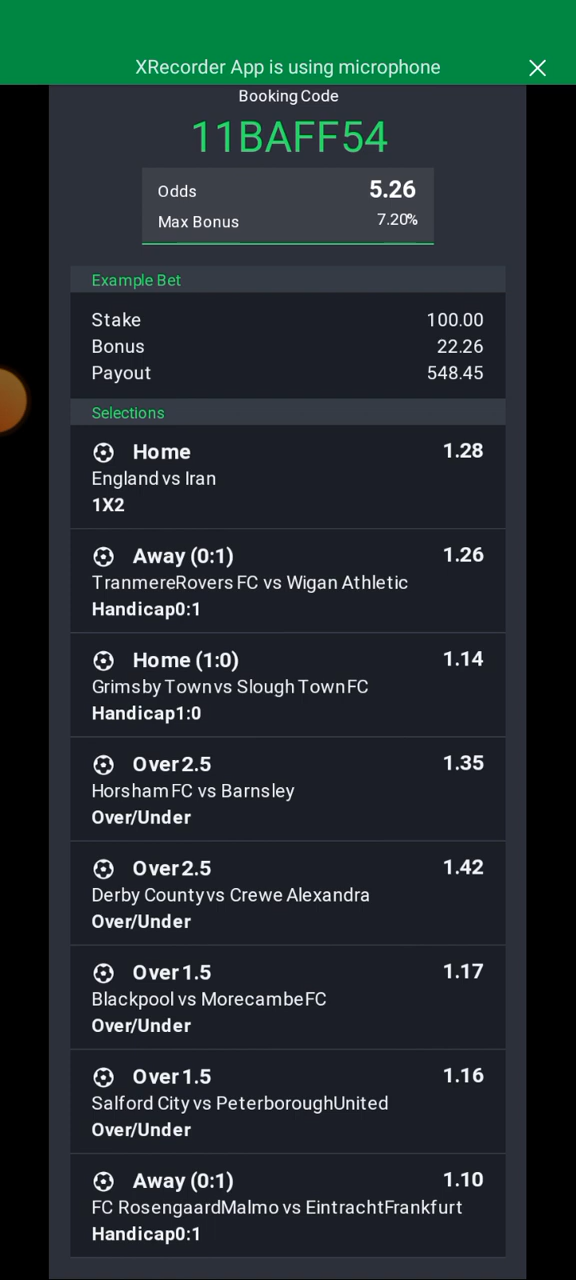 XRecorder App is using microphone
Booking Code
11BAFF54
Odds 5.26
Max Bonus 7.20%
Example Bet
Stake 100.00
Bonus 22.26
Payout 548.45
Selections
Home 1.28
England vs Iran
1X2
Away (0:1) 1.26
TranmereRovers FC vs Wigan Athletic
Handicap0:1
Home (1:0) 1.14
Grimsby Townvs Slough TownFC
Handicap1:0
Over2.5 1.35
HorshamFC vs Barnsley
Over/Under
Over2.5 1.42
Derby Countyvs Crewe Alexandra
Over/Under
Over1.5 1.17
Blackpool vs MorecambeFC
Over/Under
Over1.5 1.16
Salford City vs PeterboroughUnited
Over/Under
Away (0:1) 1.10
FC RosengaardMalmo vs EintrachtFrankfurt
Handicap0:1